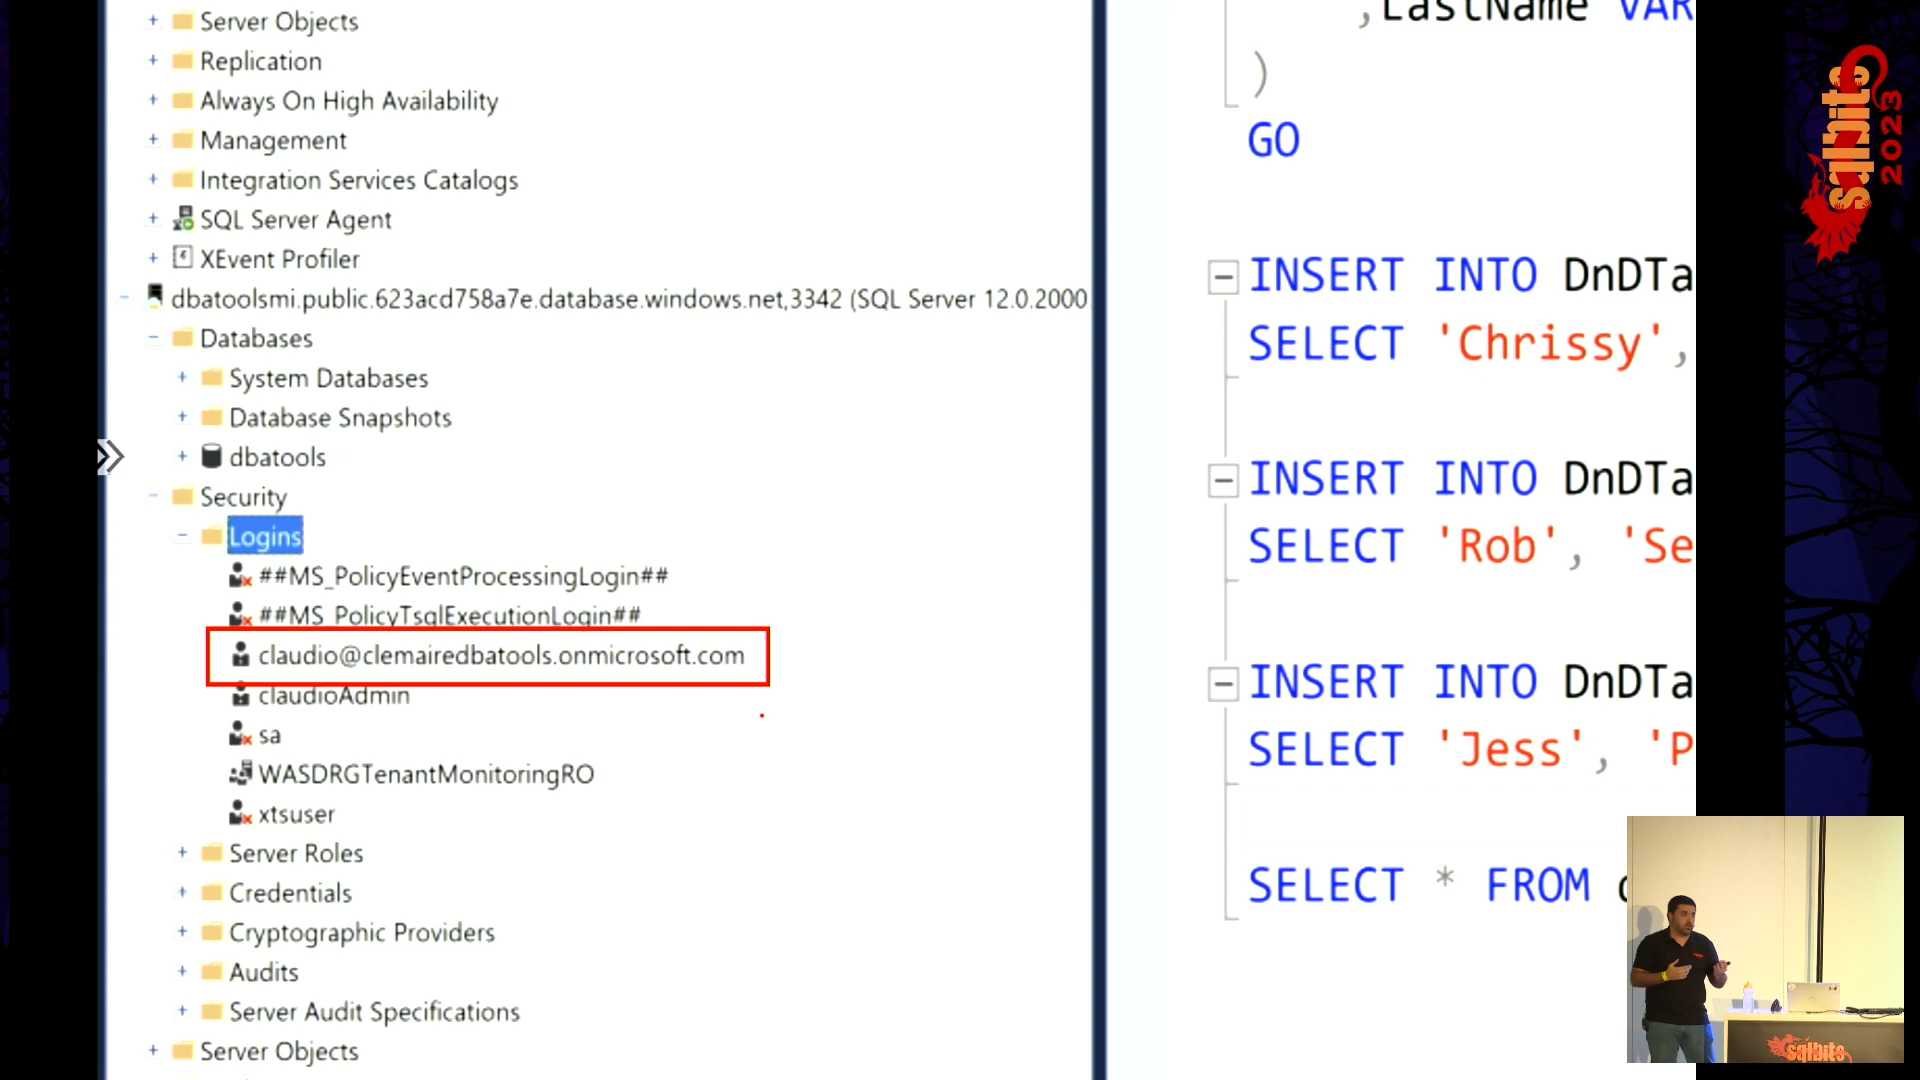 Server Objects
Replication
Always On High Availability
Management
Integration Services Catalogs
SQL Server Agent
XEvent Profiler
dbatoolsmi.public.623acd758a7e.database.windows.net,3342 (SQL Server 12.0.2000
Databases
System Databases
Database Snapshots
dbatools
Security
Logins
##MS_PolicyEventProcessingLogin##
##MS_PolicyTsqlExecutionLogin##
claudio@clemairedbatools.onmicrosoft.com
claudioAdmin
sa
WASDRGTenantMonitoringRO
xtsuser
Server Roles
Credentials
Cryptographic Providers
Audits
Server Audit Specifications
Server Objects
,LastName VAR
)
GO
INSERT INTO DnDTa
SELECT 'Chrissy',
INSERT INTO DnDTa
SELECT 'Rob', 'Se
INSERT INTO DnDTa
SELECT 'Jess', 'P
SELECT * FROM
sqlbits
2023
sqlbits